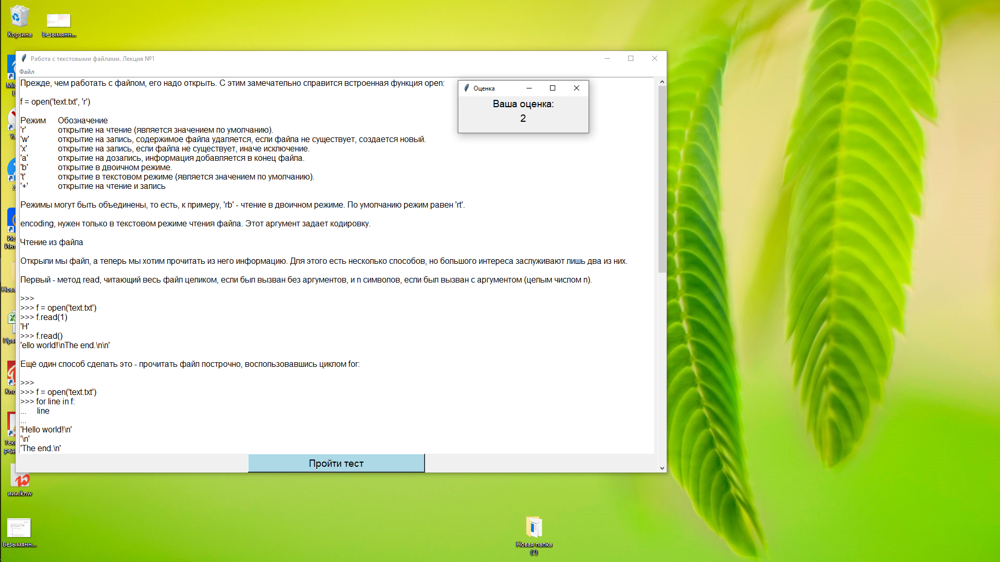 Корзина
Безымянн...
Работа с текстовыми файлами. Лекция №1
Файл
Прежде, чем работать с файлом, его надо открыть. С этим замечательно справится встроенная функция open:
f = open('text.txt', 'r')
Режим Обозначение
'r' открытие на чтение (является значением по умолчанию).
'w' открытие на запись, содержимое файла удаляется, если файла не существует, создается новый.
'x' открытие на запись, если файла не существует, иначе исключение.
'a' открытие на дозапись, информация добавляется в конец файла.
'b' открытие в двоичном режиме.
't' открытие в текстовом режиме (является значением по умолчанию).
'+' открытие на чтение и запись
Режимы могут быть объединены, то есть, к примеру, 'rb' - чтение в двоичном режиме. По умолчанию режим равен 'rt'.
encoding, нужен только в текстовом режиме чтения файла. Этот аргумент задает кодировку.
Чтение из файла
Открыли мы файл, а теперь мы хотим прочитать из него информацию. Для этого есть несколько способов, но большого интереса заслуживают лишь два из них.
Первый - метод read, читающий весь файл целиком, если был вызван без аргументов, и n символов, если был вызван с аргументом (целым числом n).
>>>
>>> f = open('text.txt')
>>> f.read(1)
'H'
>>> f.read()
'ello world!\nThe end.\n\n'
Ещё один способ сделать это - прочитать файл построчно, воспользовавшись циклом for:
>>>
>>> f = open('text.txt')
>>> for line in f:
... line
...
'Hello world!\n'
'\n'
'The end.\n'
Пройти тест
Оценка
Ваша оценка:
2
иии.knw
Безымянн...
Новая папка
(2)